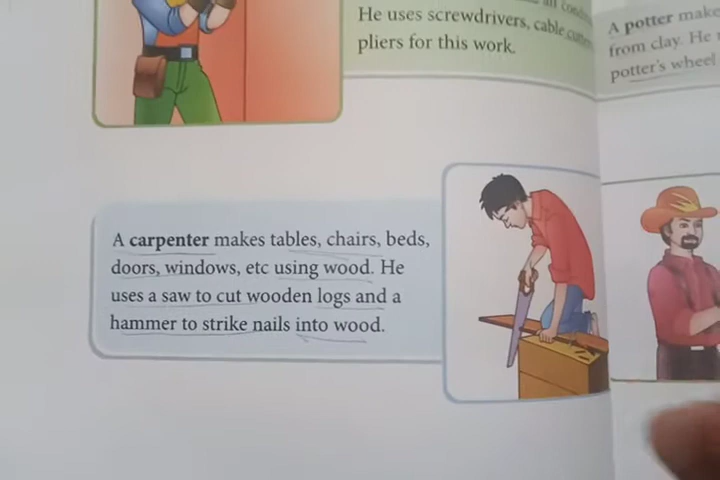 He uses screwdrivers, cable
pliers for this work.
A potter make
from clay. He
potter's wheel
A carpenter makes tables, chairs, beds,
doors, windows, etc using wood. He
uses a saw to cut wooden logs and a
hammer to strike nails into wood.